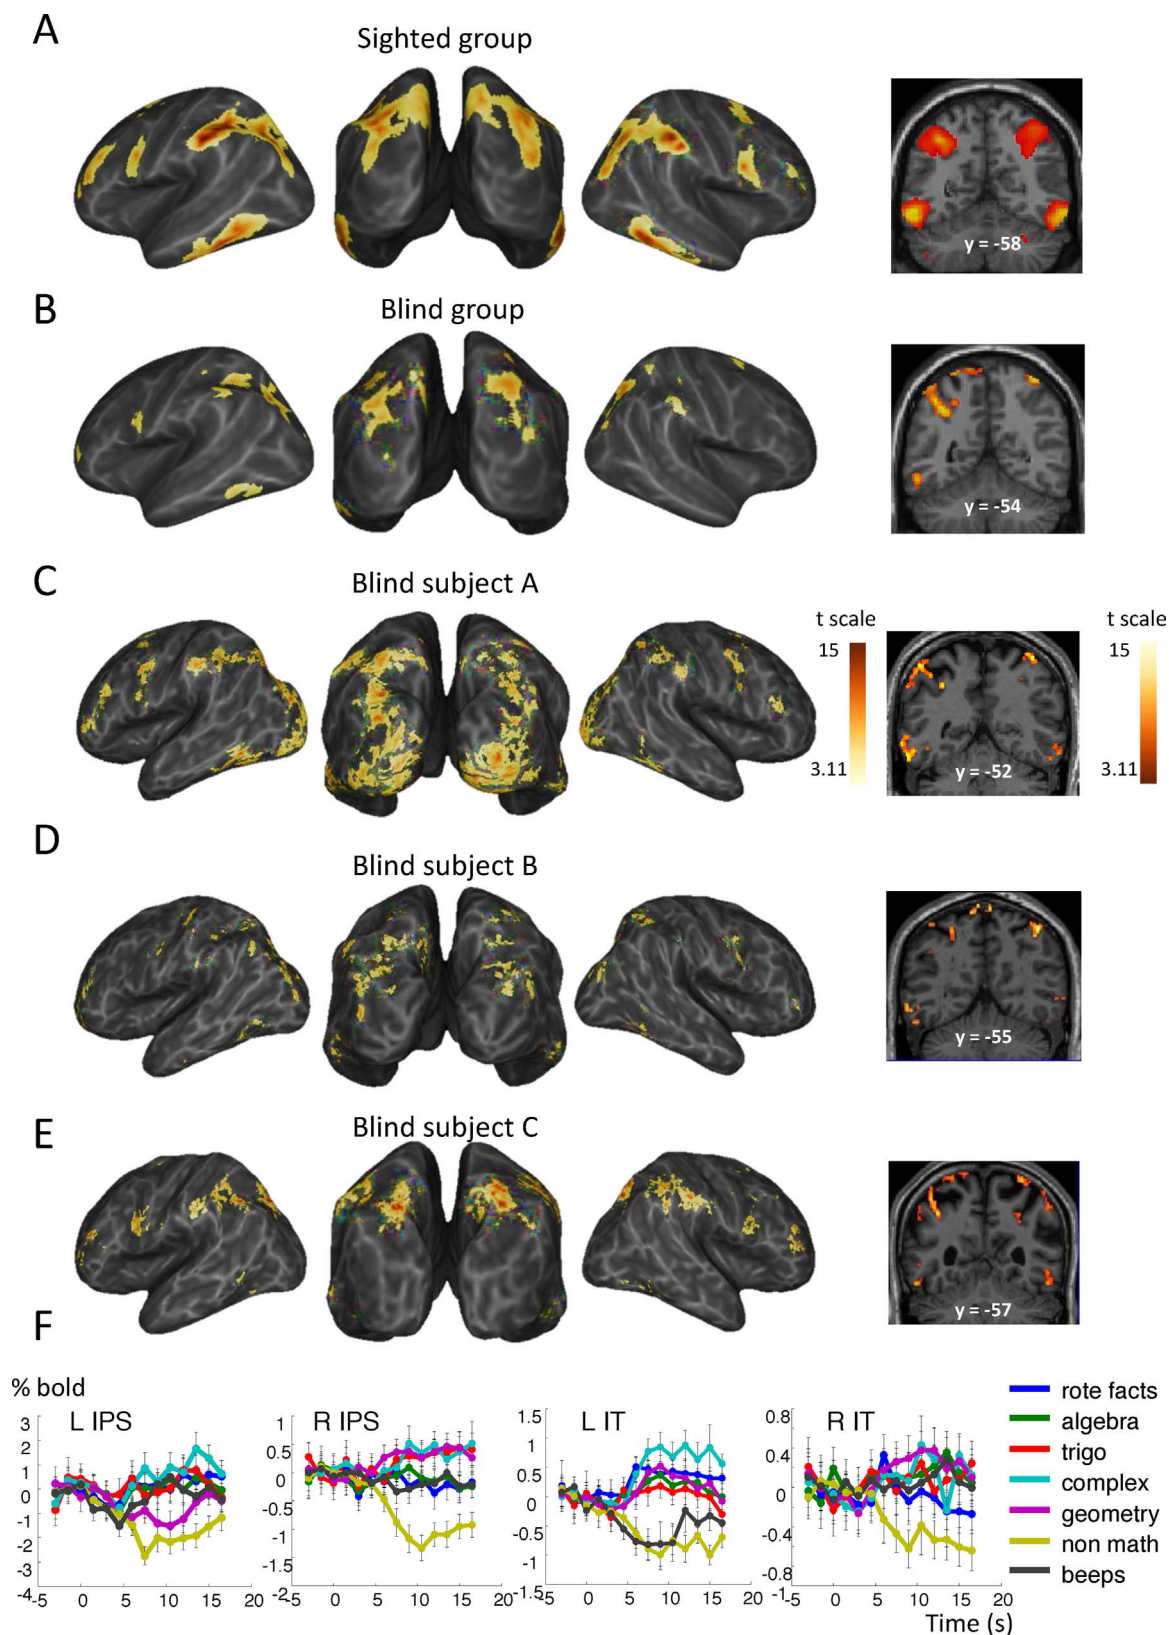 A
Sighted group
y = -58
B
Blind group
y = -54
C
Blind subject A
t scale
t scale
15
15
3.11
3.11
y = -52
D
Blind subject B
y = -55
E
Blind subject C
y = -57
F
% bold
L IPS
3
2
1
0
-1
-2
-3
-4
-5 0 5 10 15 20
R IPS
1
0.5
0
-0.5
-1
-1.5
-2
-5 0 5 10 15 20
L IT
1.5
1
0.5
0
-0.5
-1
-1.5
-5 0 5 10 15 20
R IT
0.8
0.4
0
-0.4
-0.8
-1
-5 0 5 10 15 20
Time (s)
rote facts
algebra
trigo
complex
geometry
non math
beeps